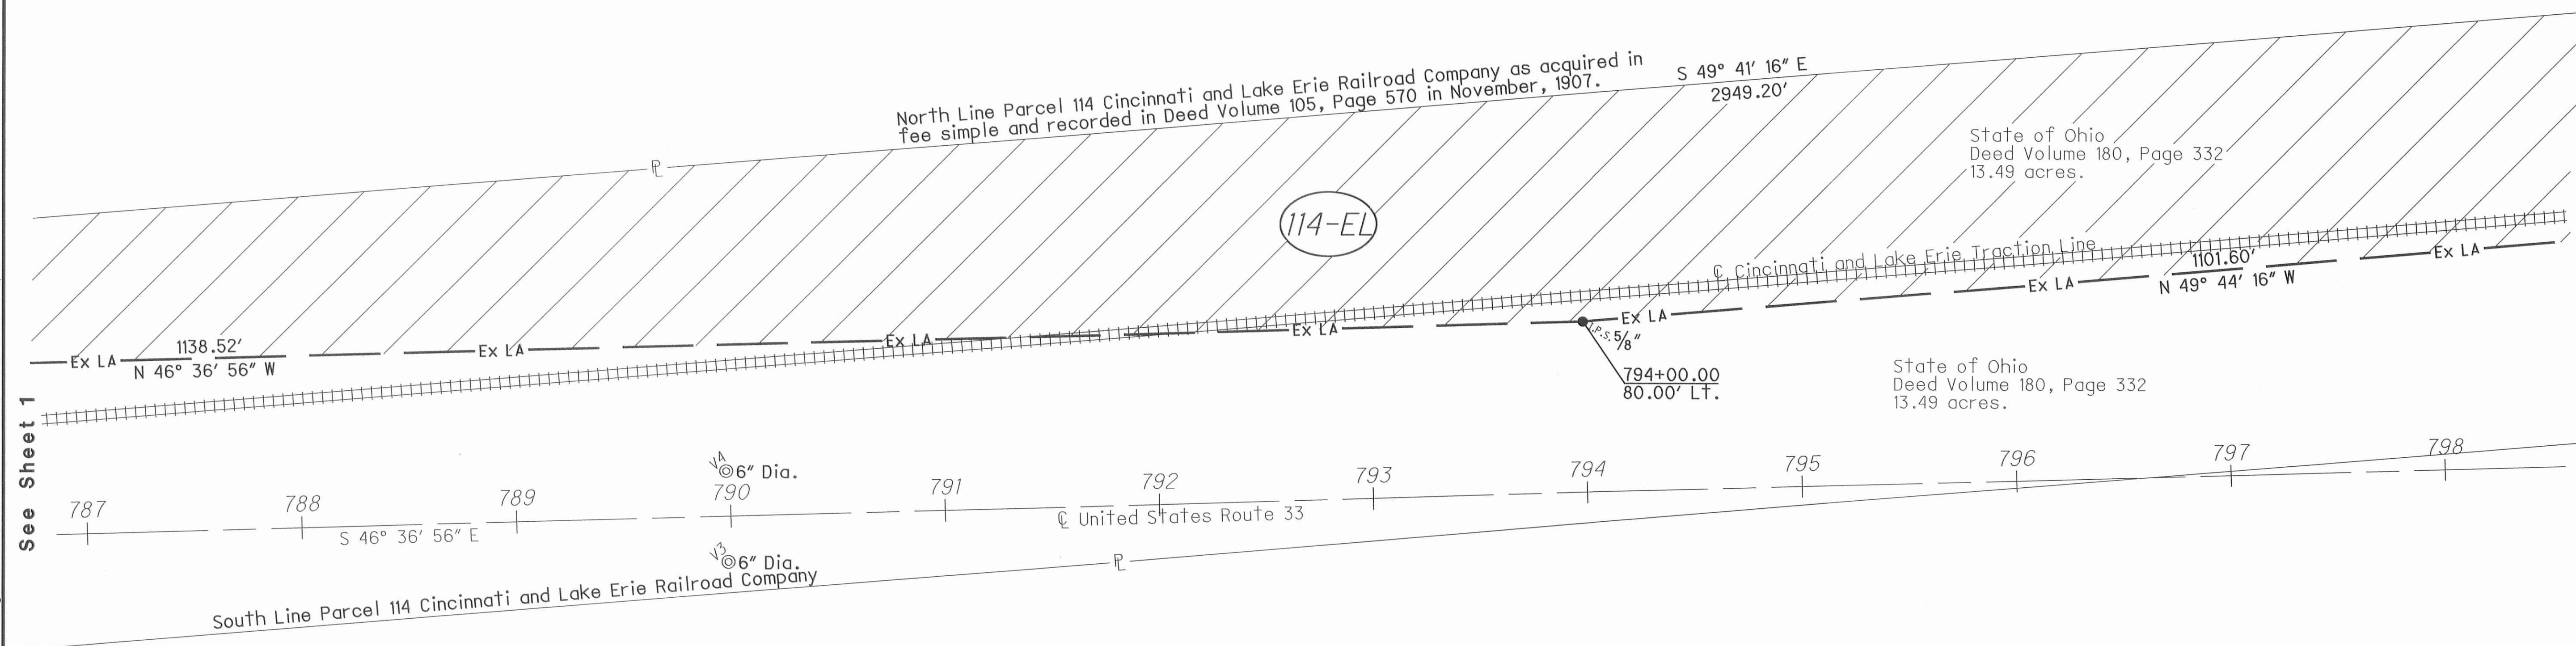 North Line Parcel 114 Cincinnati and Lake Erie Railroad Company as acquired in
fee simple and recorded in Deed Volume 105, Page 570 in November, 1907.
S 49° 41′ 16″ E
2949.20′
State of Ohio
Deed Volume 180, Page 332
13.49 acres.
℄ Cincinnati and Lake Erie Traction Line
114-EL
PL
1101.60′
N 49° 44′ 16″ W
Ex LA
Ex LA
Ex LA
Ex LA
Ex LA
Ex LA
Ex LA
1138.52′
N 46° 36′ 56″ W
I.P.S. 5/8″
794+00.00
80.00′ Lt.
State of Ohio
Deed Volume 180, Page 332
13.49 acres.
See Sheet 1
V4 6″ Dia.
787 788 789 790 791 792 793 794 795 796 797 798
S 46° 36′ 56″ E
℄ United States Route 33
V3 6″ Dia.
PL
South Line Parcel 114 Cincinnati and Lake Erie Railroad Company